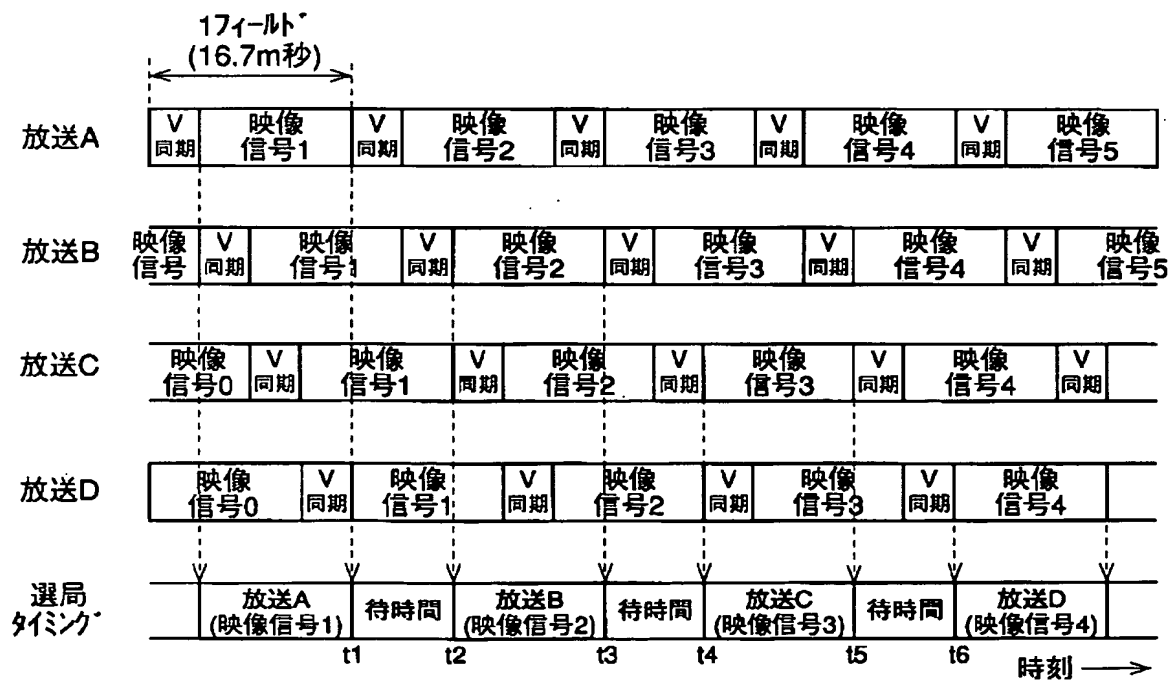 1フィールド
(16.7m秒)
放送A
V
同期
映像
信号1
V
同期
映像
信号2
V
同期
映像
信号3
V
同期
映像
信号4
V
同期
映像
信号5
放送B
映像
信号
V
同期
映像
信号1
V
同期
映像
信号2
V
同期
映像
信号3
V
同期
映像
信号4
V
同期
映像
信号5
放送C
映像
信号0
V
同期
映像
信号1
V
同期
映像
信号2
V
同期
映像
信号3
V
同期
映像
信号4
V
同期
放送D
映像
信号0
V
同期
映像
信号1
V
同期
映像
信号2
V
同期
映像
信号3
V
同期
映像
信号4
選局
タイミング
放送A
(映像信号1)
待時間
放送B
(映像信号2)
待時間
放送C
(映像信号3)
待時間
放送D
(映像信号4)
t1
t2
t3
t4
t5
t6
時刻